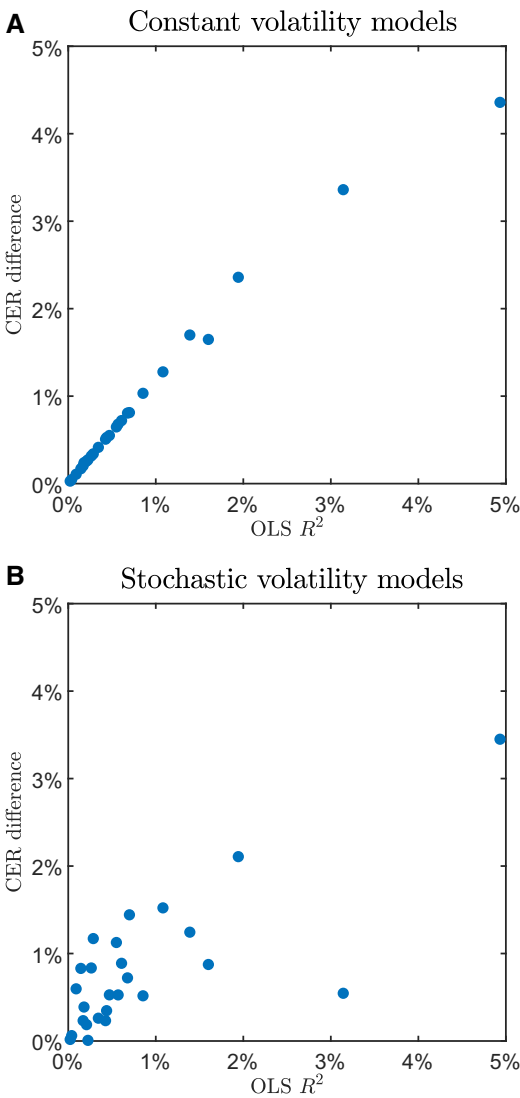 A
Constant volatility models
5%
4%
3%
2%
1%
0%
CER difference
0% 1% 2% 3% 4% 5%
OLS R²
B
Stochastic volatility models
5%
4%
3%
2%
1%
0%
CER difference
0% 1% 2% 3% 4% 5%
OLS R²